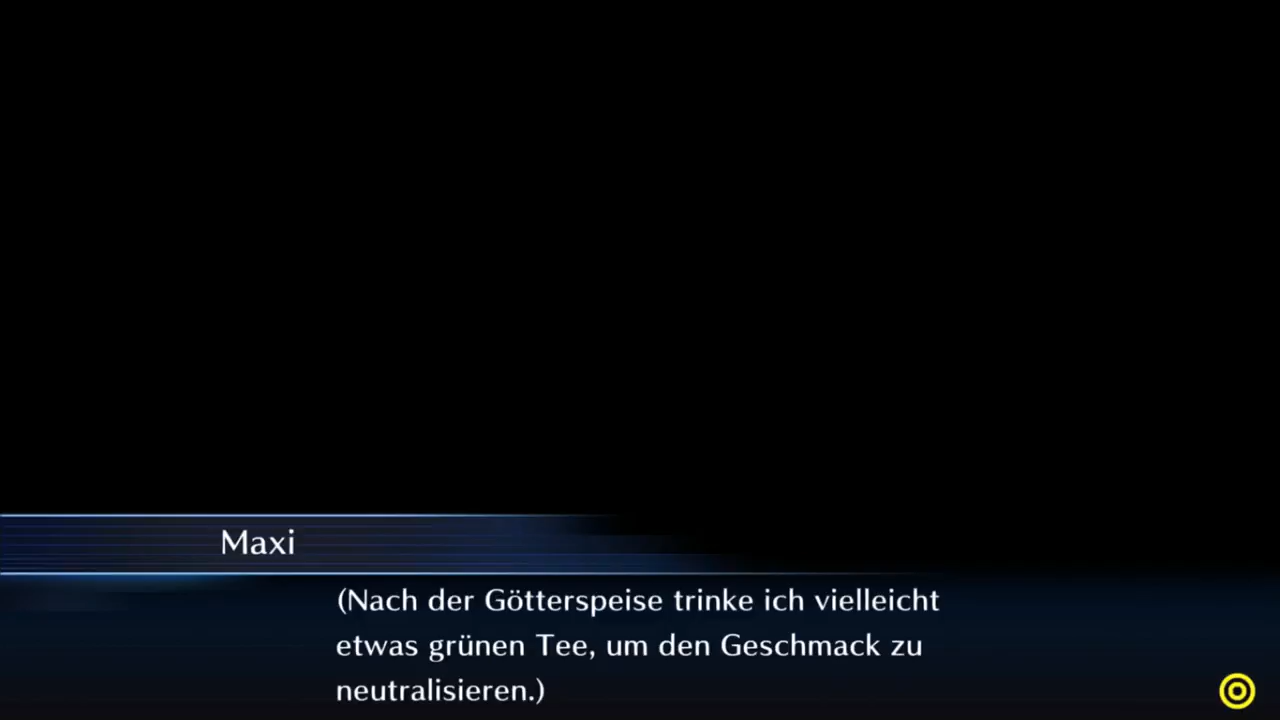 Maxi
(Nach der Götterspeise trinke ich vielleicht
etwas grünen Tee, um den Geschmack zu
neutralisieren.)